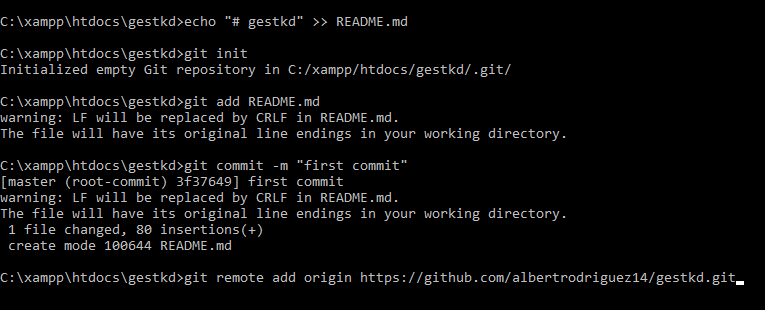 C:\xampp\htdocs\gestkd>echo "# gestkd" >> README.md
C:\xampp\htdocs\gestkd>git init
Initialized empty Git repository in C:/xampp/htdocs/gestkd/.git/
C:\xampp\htdocs\gestkd>git add README.md
warning: LF will be replaced by CRLF in README.md.
The file will have its original line endings in your working directory.
C:\xampp\htdocs\gestkd>git commit -m "first commit"
[master (root-commit) 3f37649] first commit
warning: LF will be replaced by CRLF in README.md.
The file will have its original line endings in your working directory.
 1 file changed, 80 insertions(+)
 create mode 100644 README.md
C:\xampp\htdocs\gestkd>git remote add origin https://github.com/albertrodriguez14/gestkd.git